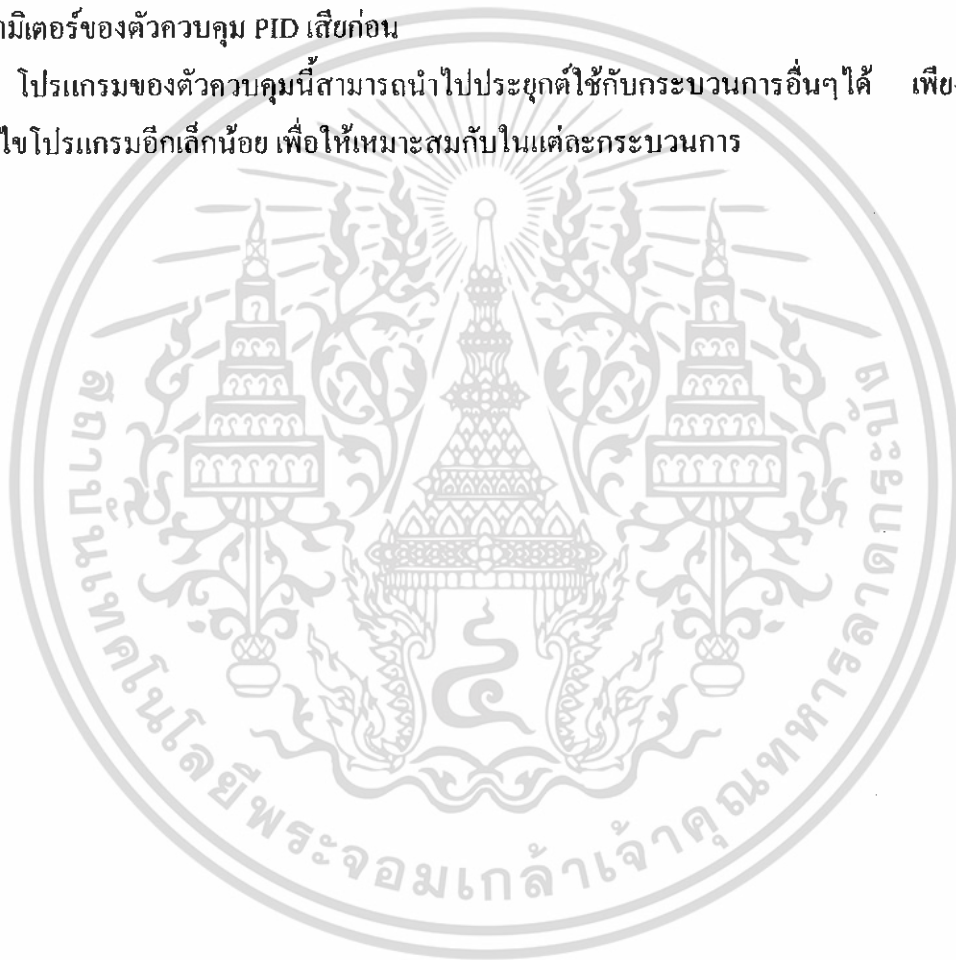 ามิเตอร์ของตัวควบคุม PID เสียก่อน
โปรแกรมของตัวควบคุมนี้สามารถนำไปประยุกต์ใช้กับกระบวนการอื่นๆ ได้ เพียง
ไขโปรแกรมอีกเล็กน้อย เพื่อให้เหมาะสมกับในแต่ละกระบวนการ
สถาบันเทคโนโลยีพระจอมเกล้าเจ้าคุณทหารลาดกระบัง